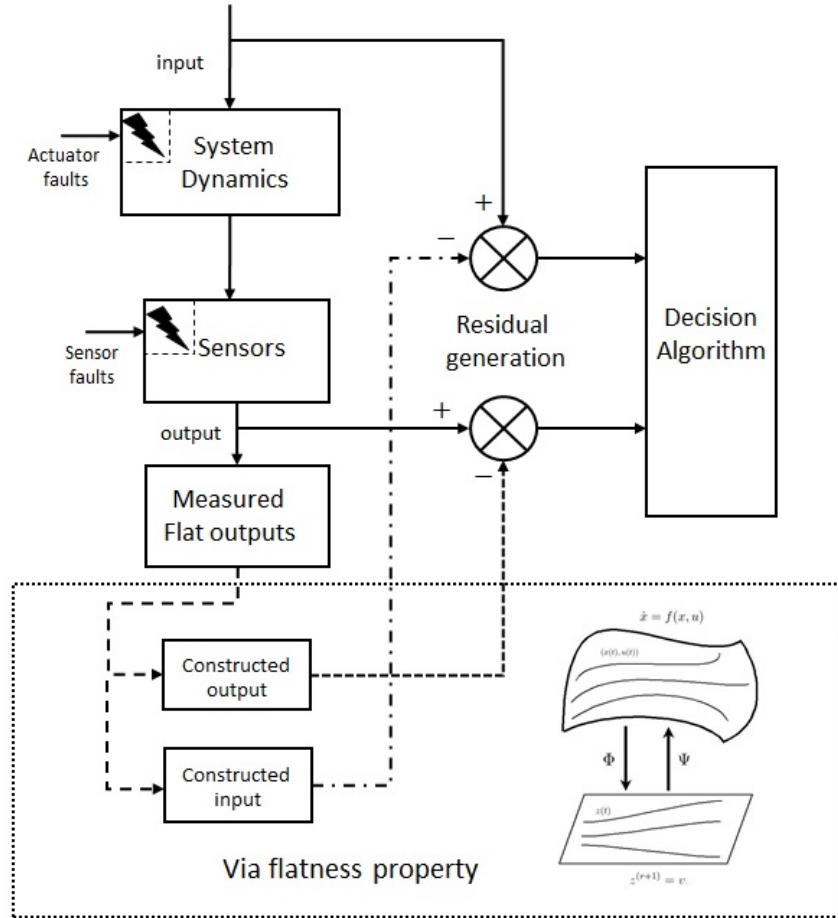 input
Actuator
faults
System
Dynamics
+
−
Residual
generation
Decision
Algorithm
Sensor
faults
Sensors
output
+
−
Measured
Flat outputs
Constructed
output
Constructed
input
Via flatness property
ẋ = f(x, u)
(x(t), u(t))
Φ
Ψ
z(t)
z^(r+1) = v.